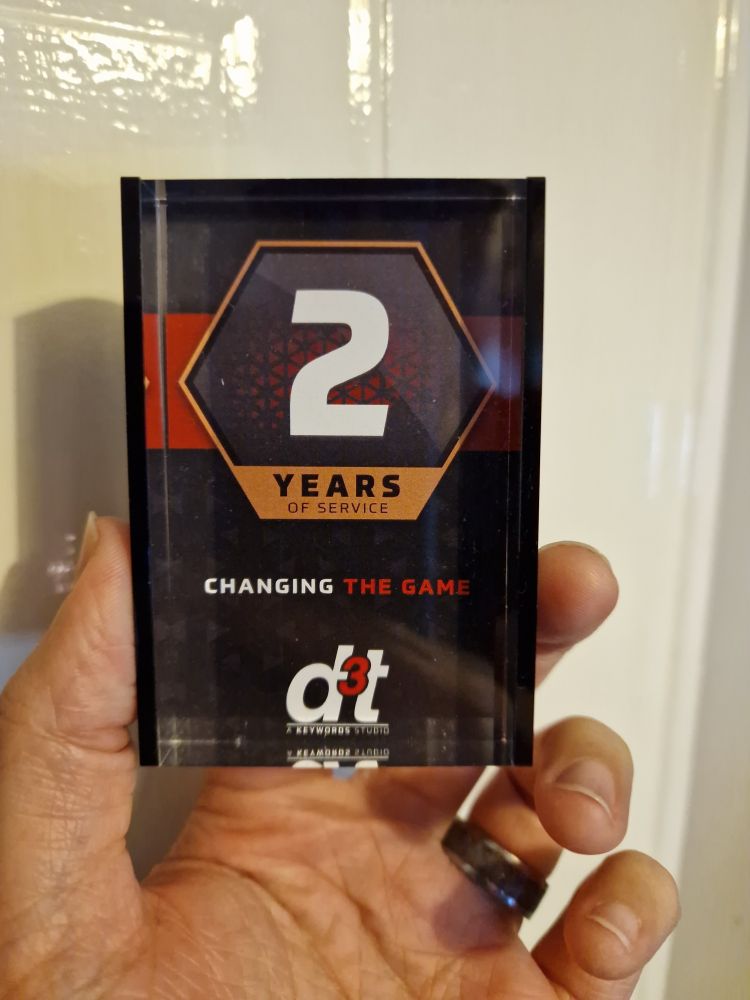 2
YEARS
OF SERVICE
CHANGING THE GAME
d3t
A KEYWORDS STUDIO